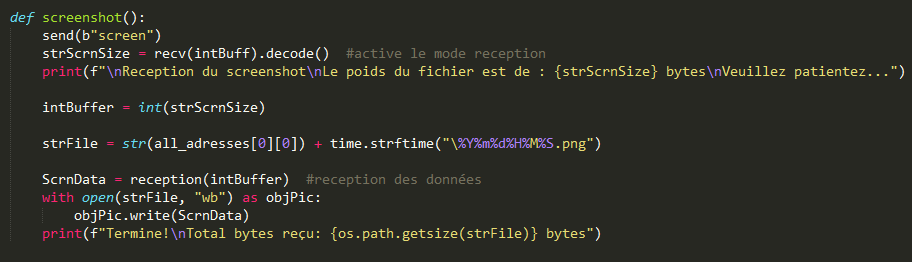 def screenshot():
    send(b"screen")
    strScrnSize = recv(intBuff).decode()  #active le mode reception
    print(f"\nReception du screenshot\nLe poids du fichier est de : {strScrnSize} bytes\nVeuillez patientez...")
    intBuffer = int(strScrnSize)
    strFile = str(all_adresses[0][0]) + time.strftime("\%Y%m%d%H%M%S.png")
    ScrnData = reception(intBuffer)  #reception des données
    with open(strFile, "wb") as objPic:
        objPic.write(ScrnData)
    print(f"Termine!\nTotal bytes reçu: {os.path.getsize(strFile)} bytes")